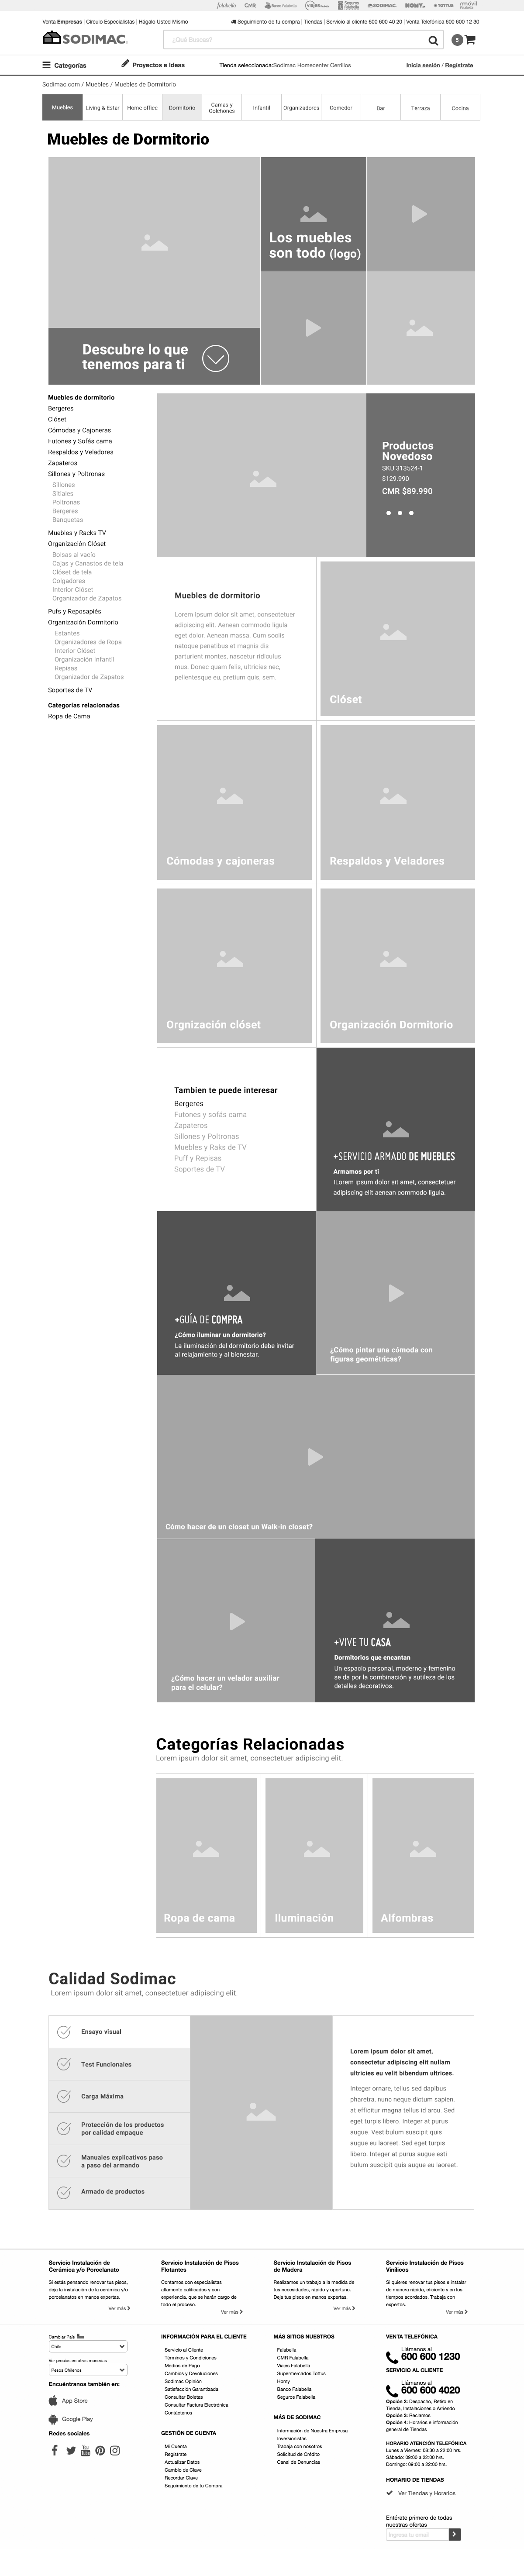 falabella CMR Banco Falabella VIAJES Falabella Seguros Falabella SODIMAC. HOMY. TOTTUS móvil falabella
Venta Empresas | Círculo Especialistas | Hágalo Usted Mismo
Seguimiento de tu compra | Tiendas | Servicio al cliente 600 600 40 20 | Venta Telefónica 600 600 12 30
SODIMAC.
¿Qué Buscas?
5
Categorías
Proyectos e Ideas
Tienda seleccionada:Sodimac Homecenter Cerrillos
Inicia sesión / Regístrate
Sodimac.com / Muebles / Muebles de Dormitorio
Muebles
Living & Estar
Home office
Dormitorio
Camas y
Colchones
Infantil
Organizadores
Comedor
Bar
Terraza
Cocina
Muebles de Dormitorio
Los muebles
son todo (logo)
Descubre lo que
tenemos para ti
Muebles de dormitorio
Bergeres
Clóset
Cómodas y Cajoneras
Futones y Sofás cama
Respaldos y Veladores
Zapateros
Sillones y Poltronas
Sillones
Sitiales
Poltronas
Bergeres
Banquetas
Muebles y Racks TV
Organización Clóset
Bolsas al vacío
Cajas y Canastos de tela
Clóset de tela
Colgadores
Interior Clóset
Organizador de Zapatos
Pufs y Reposapiés
Organización Dormitorio
Estantes
Organizadores de Ropa
Interior Clóset
Organización Infantil
Repisas
Organizador de Zapatos
Soportes de TV
Categorías relacionadas
Ropa de Cama
Productos
Novedoso
SKU 313524-1
$129.990
CMR $89.990
Muebles de dormitorio
Lorem ipsum dolor sit amet, consectetuer
adipiscing elit. Aenean commodo ligula
eget dolor. Aenean massa. Cum sociis
natoque penatibus et magnis dis
parturient montes, nascetur ridiculus
mus. Donec quam felis, ultricies nec,
pellentesque eu, pretium quis, sem.
Clóset
Cómodas y cajoneras
Respaldos y Veladores
Orgnización clóset
Organización Dormitorio
Tambien te puede interesar
Bergeres
Futones y sofás cama
Zapateros
Sillones y Poltronas
Muebles y Raks de TV
Puff y Repisas
Soportes de TV
+SERVICIO ARMADO DE MUEBLES
Armamos por ti
lLorem ipsum dolor sit amet, consectetuer
adipiscing elit aenean commodo ligula.
+GUÍA DE COMPRA
¿Cómo iluminar un dormitorio?
La iluminación del dormitorio debe invitar
al relajamiento y al bienestar.
¿Cómo pintar una cómoda con
figuras geométricas?
Cómo hacer de un closet un Walk-in closet?
¿Cómo hacer un velador auxiliar
para el celular?
+VIVE TU CASA
Dormitorios que encantan
Un espacio personal, moderno y femenino
se da por la combinación y sutileza de los
detalles decorativos.
Categorías Relacionadas
Lorem ipsum dolor sit amet, consectetuer adipiscing elit.
Ropa de cama
Iluminación
Alfombras
Calidad Sodimac
Lorem ipsum dolor sit amet, consectetuer adipiscing elit.
Ensayo visual
Test Funcionales
Carga Máxima
Protección de los productos
por calidad empaque
Manuales explicativos paso
a paso del armando
Armado de productos
Lorem ipsum dolor sit amet,
consectetur adipiscing elit nullam
ultricies eu velit bibendum ultrices.
Integer ornare, tellus sed dapibus
pharetra, nunc neque dictum sapien,
at efficitur magna tellus id arcu. Sed
eget turpis libero. Integer at purus
augue. Vestibulum suscipit quis
augue eu laoreet. Sed eget turpis
libero. Integer at purus augue esti
bulum suscipit quis augue eu laoreet.
Servicio Instalación de
Cerámica y/o Porcelanato
Si estás pensando renovar tus pisos,
deja la instalación de la cerámica y/o
porcelanatos en manos expertas.
Ver más
Servicio Instalación de Pisos
Flotantes
Contamos con especialistas
altamente calificados y con
experiencia, que se harán cargo de
todo el proceso.
Ver más
Servicio Instalación de Pisos
de Madera
Realizamos un trabajo a la medida de
tus necesidades, rápido y oportuno.
Deja tus pisos en manos expertas.
Ver más
Servicio Instalación de Pisos
Vinílicos
Si quieres renovar tus pisos e instalar
de manera rápida, eficiente y en los
tiempos acordados. Trabaja con
expertos.
Ver más
Cambiar País
Chile
Ver precios en otras monedas
Pesos Chilenos
Encuéntranos también en:
App Store
Google Play
Redes sociales
INFORMACIÓN PARA EL CLIENTE
Servicio al Cliente
Términos y Condiciones
Medios de Pago
Cambios y Devoluciones
Sodimac Opinión
Satisfacción Garantizada
Consultar Boletas
Consultar Factura Electrónica
Contáctenos
GESTIÓN DE CUENTA
Mi Cuenta
Regístrate
Actualizar Datos
Cambio de Clave
Recordar Clave
Seguimiento de tu Compra
MÁS SITIOS NUESTROS
Falabella
CMR Falabella
Viajes Falabella
Supermercados Tottus
Homy
Banco Falabella
Seguros Falabella
MÁS DE SODIMAC
Información de Nuestra Empresa
Inversionistas
Trabaja con nosotros
Solicitud de Crédito
Canal de Denuncias
VENTA TELEFÓNICA
Llámanos al
600 600 1230
SERVICIO AL CLIENTE
Llámanos al
600 600 4020
Opción 2: Despacho, Retiro en
Tienda, Instalaciones o Arriendo
Opción 3: Reclamos
Opción 4: Horarios e información
general de Tiendas
HORARIO ATENCIÓN TELEFÓNICA
Lunes a Viernes: 08:30 a 22:00 hrs.
Sábado: 09:00 a 22:00 hrs.
Domingo: 09:00 a 22:00 hrs.
HORARIO DE TIENDAS
Ver Tiendas y Horarios
Entérate primero de todas
nuestras ofertas
Ingresa tu email